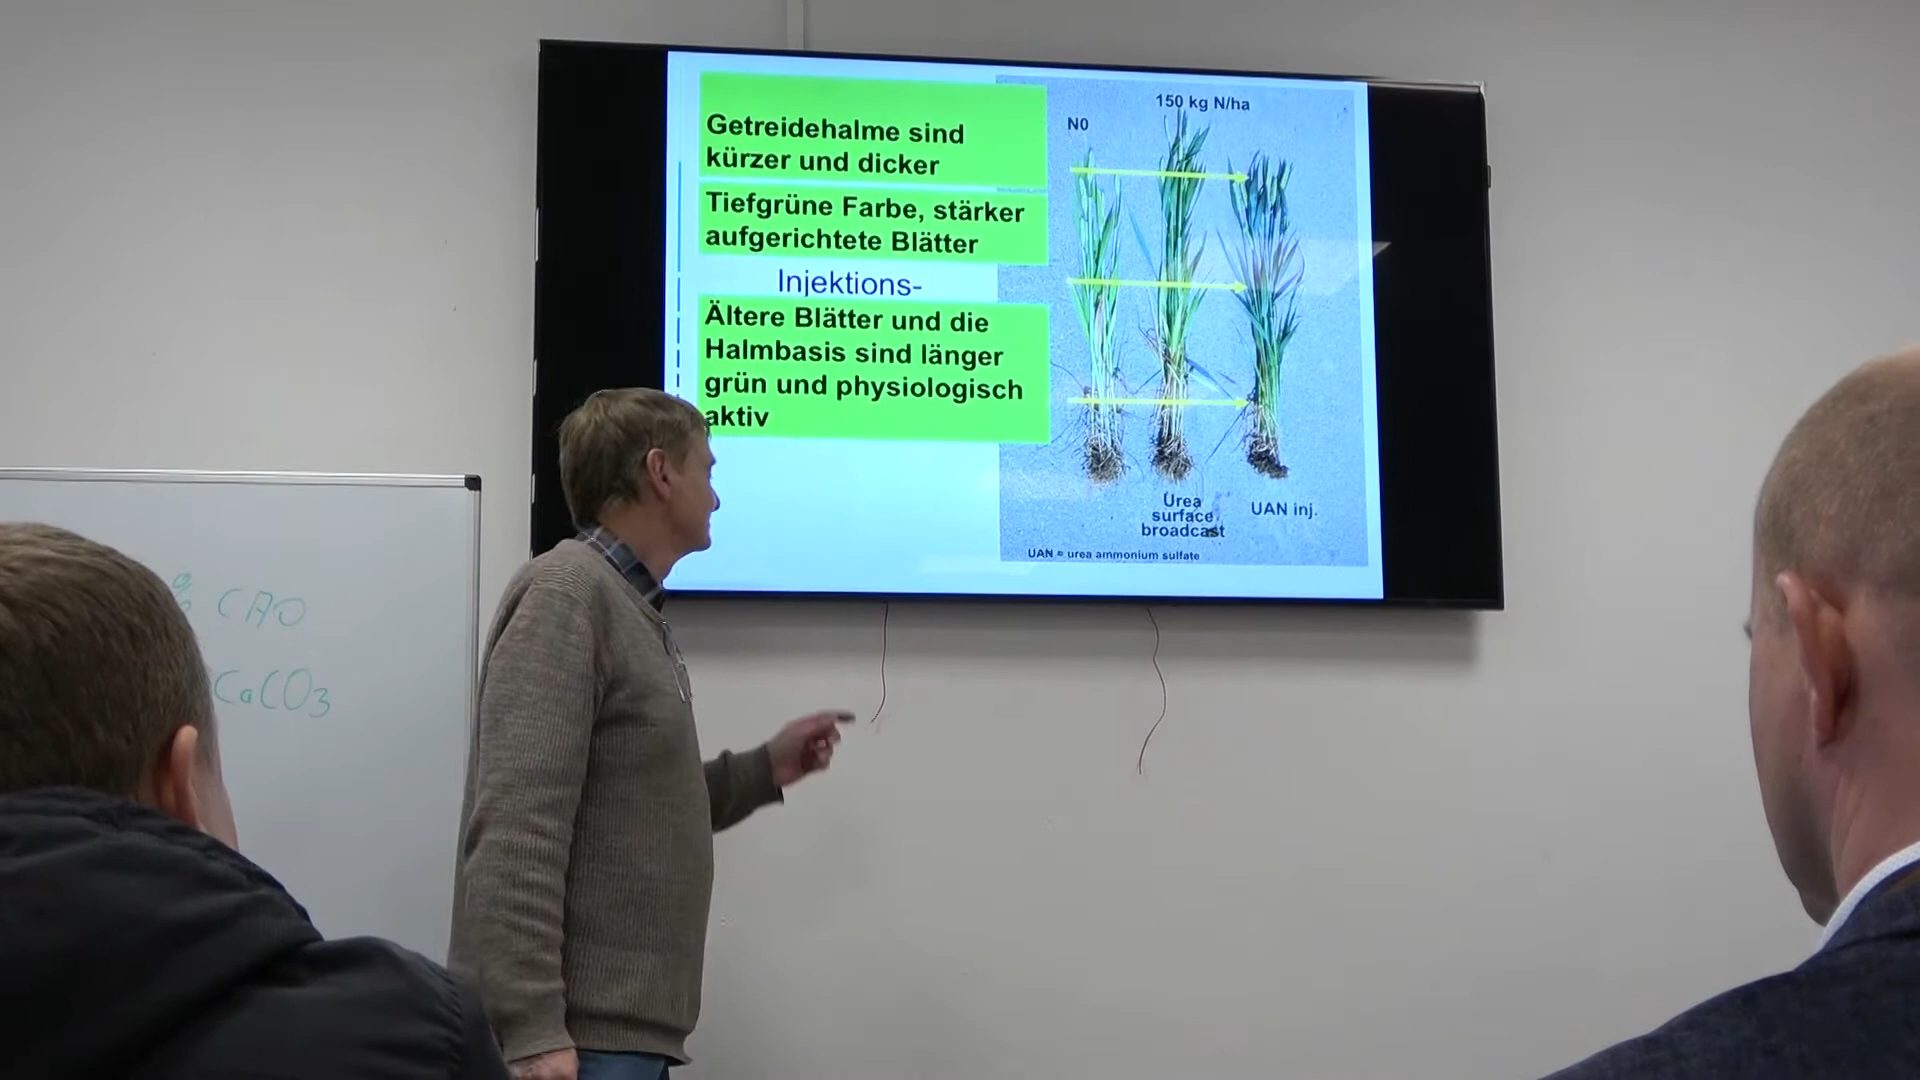 Getreidehalme sind
kürzer und dicker
Tiefgrüne Farbe, stärker
aufgerichtete Blätter
Injektions-
Ältere Blätter und die
Halmbasis sind länger
grün und physiologisch
aktiv
150 kg N/ha
N0
Urea
surface
broadcast
UAN inj.
UAN = urea ammonium sulfate
% CAO
CaCO3